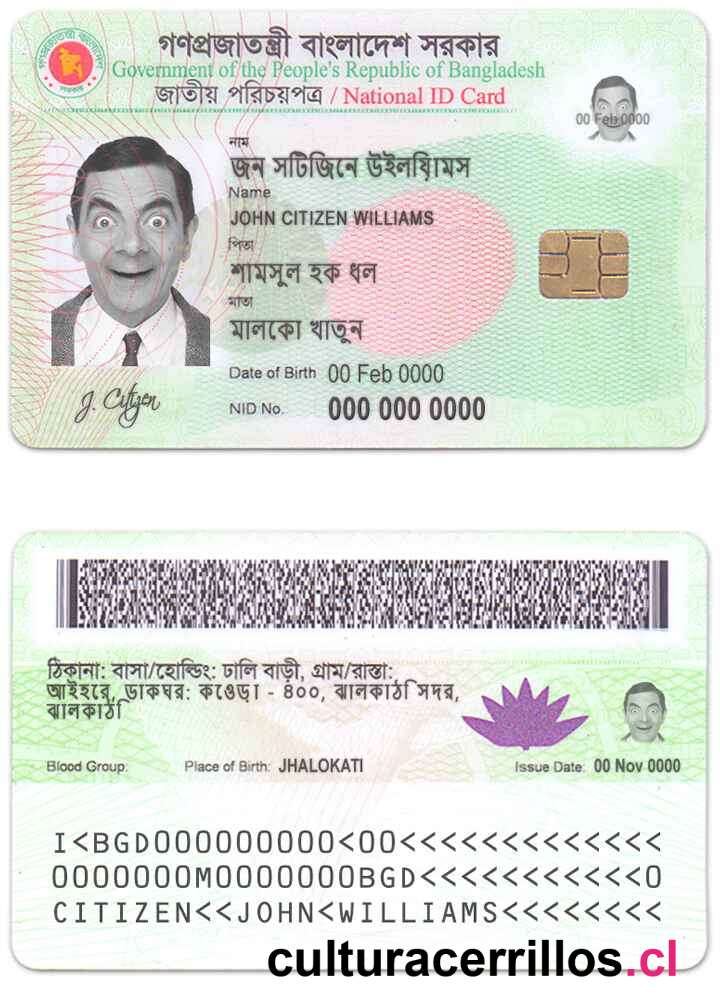 গণপ্রজাতন্ত্রী বাংলাদেশ সরকার
Government of the People's Republic of Bangladesh
জাতীয় পরিচয়পত্র / National ID Card
00 Feb 0000
নাম
জন সটিজিনে উইলয়িামস
Name
JOHN CITIZEN WILLIAMS
পিতা
শামসুল হক ধল
মাতা
মালকো খাতুন
Date of Birth 00 Feb 0000
J. Citizen
NID No. 000 000 0000
ঠিকানা: বাসা/হোল্ডিং: ঢালি বাড়ী, গ্রাম/রাস্তা:
আইহরে, ডাকঘর: কওেড়া - ৪০০, ঝালকাঠি সদর,
ঝালকাঠি
Blood Group: Place of Birth: JHALOKATI Issue Date: 00 Nov 0000
I<BGD0000000000<00<<<<<<<<<<<<<
0000000M0000000BGD<<<<<<<<<<<0
CITIZEN<<JOHN<WILLIAMS<<<<<<<<
culturacerrillos.cl